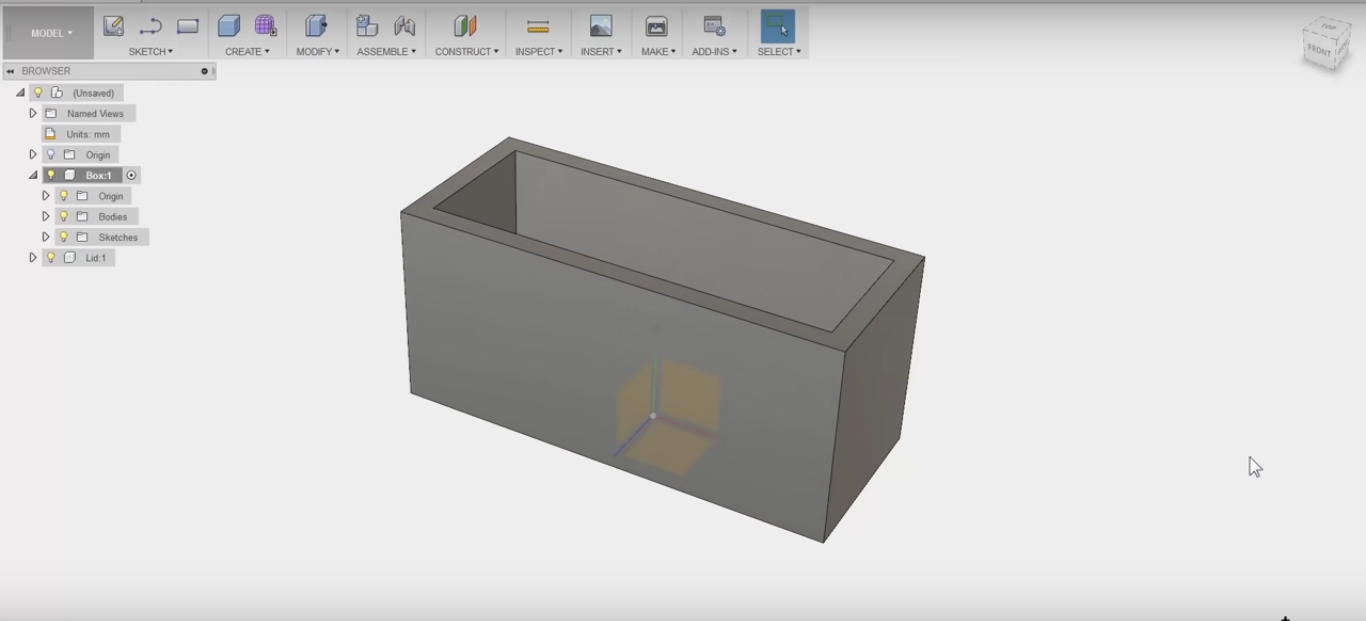 MODEL
SKETCH
CREATE
MODIFY
ASSEMBLE
CONSTRUCT
INSPECT
INSERT
MAKE
ADD-INS
SELECT
TOP
FRONT
BROWSER
(Unsaved)
Named Views
Units: mm
Origin
Box:1
Origin
Bodies
Sketches
Lid:1